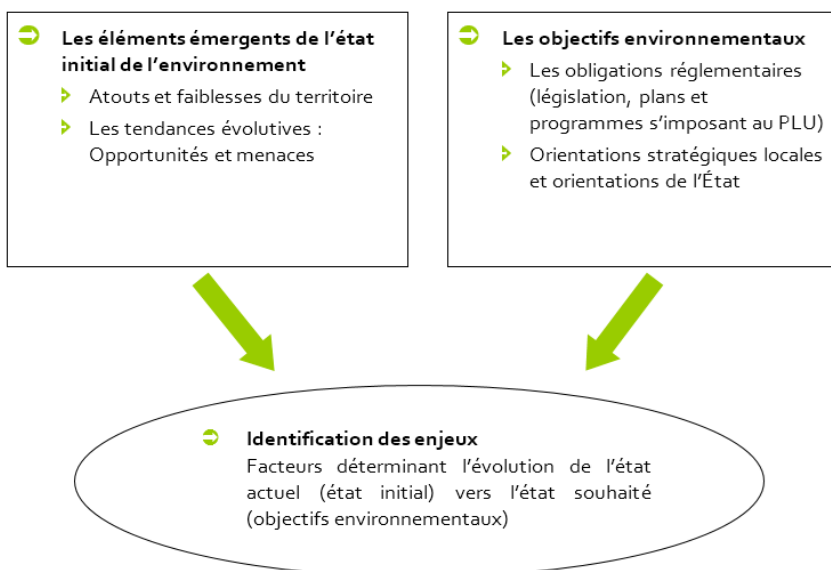 Les éléments émergents de l'état
initial de l'environnement
Atouts et faiblesses du territoire
Les tendances évolutives :
Opportunités et menaces
Les objectifs environnementaux
Les obligations réglementaires
(législation, plans et
programmes s'imposant au PLU)
Orientations stratégiques locales
et orientations de l'État
Identification des enjeux
Facteurs déterminant l'évolution de l'état
actuel (état initial) vers l'état souhaité
(objectifs environnementaux)